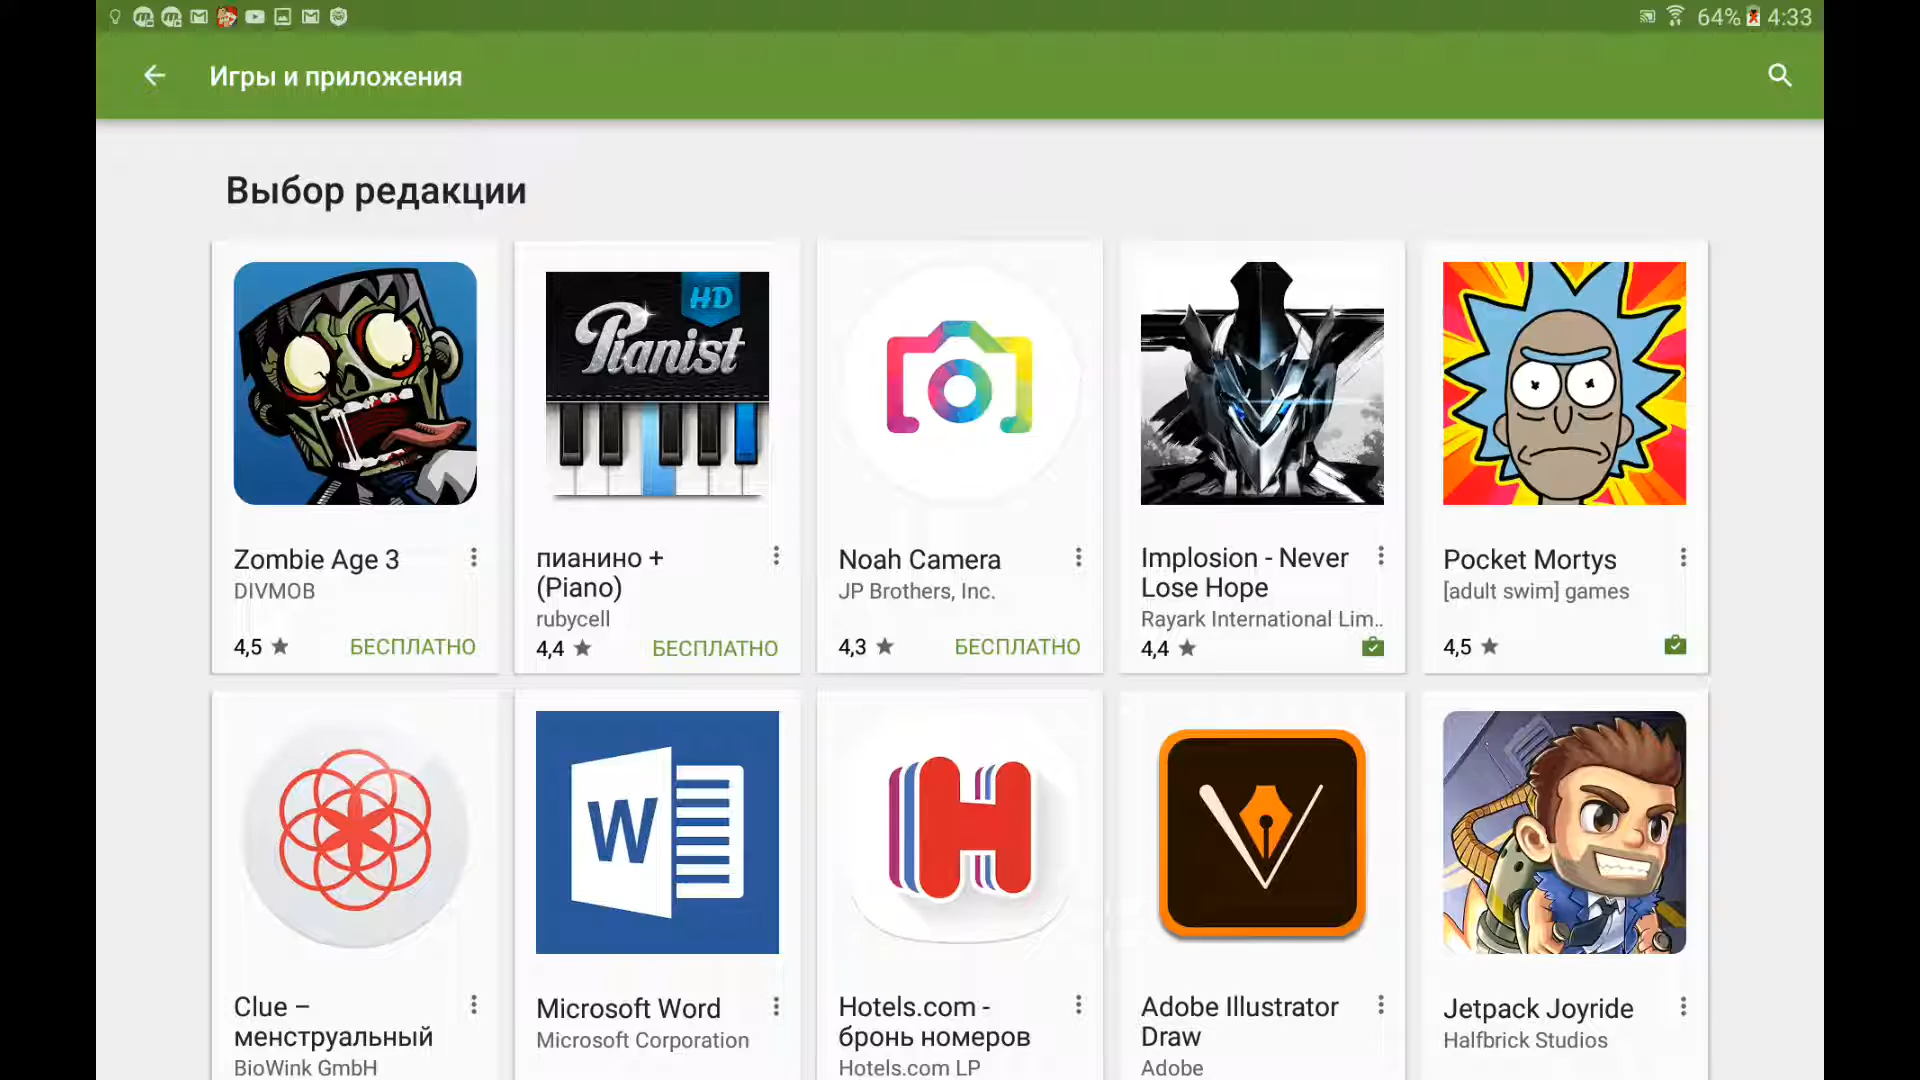 64% 4:33
Игры и приложения
Выбор редакции
HD
Pianist
Zombie Age 3
DIVMOB
4,5 БЕСПЛАТНО
пианино +
(Piano)
rubycell
4,4 БЕСПЛАТНО
Noah Camera
JP Brothers, Inc.
4,3 БЕСПЛАТНО
Implosion - Never
Lose Hope
Rayark International Lim..
4,4
Pocket Mortys
[adult swim] games
4,5
W
H
Clue –
менструальный
BioWink GmbH
Microsoft Word
Microsoft Corporation
Hotels.com -
бронь номеров
Hotels.com LP
Adobe Illustrator
Draw
Adobe
Jetpack Joyride
Halfbrick Studios